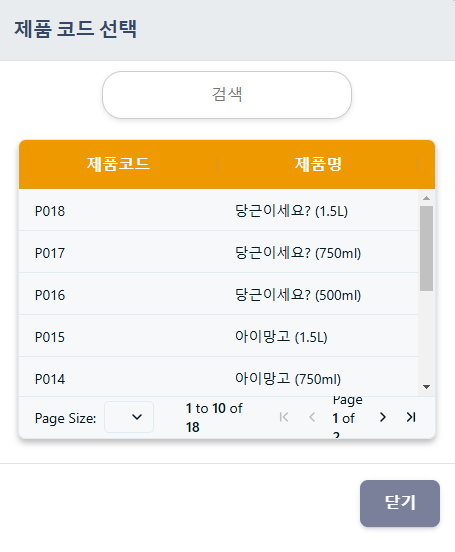 제품 코드 선택
검색
제품코드 제품명
P018 당근이세요? (1.5L)
P017 당근이세요? (750ml)
P016 당근이세요? (500ml)
P015 아이망고 (1.5L)
P014 아이망고 (750ml)
Page Size:
1 to 10 of
18
Page
1 of
2
닫기